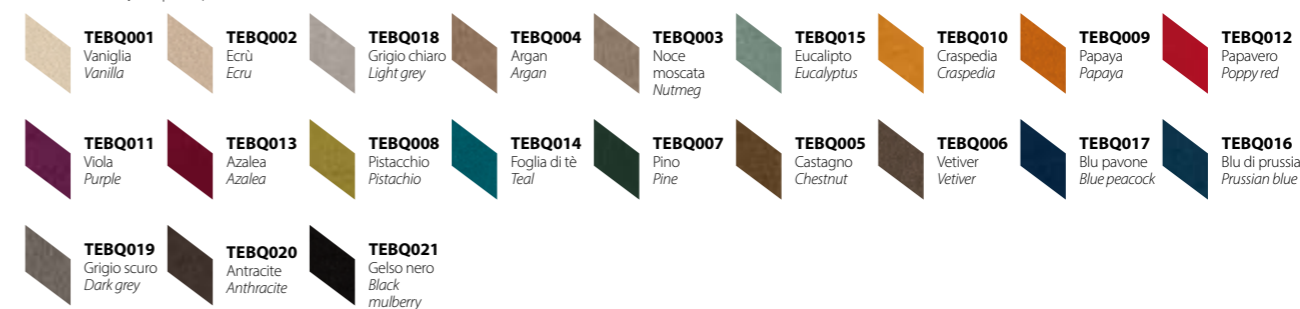 TEBQ001
Vaniglia
Vanilla
TEBQ002
Ecrù
Ecru
TEBQ018
Grigio chiaro
Light grey
TEBQ004
Argan
Argan
TEBQ003
Noce
moscata
Nutmeg
TEBQ015
Eucalipto
Eucalyptus
TEBQ010
Craspedia
Craspedia
TEBQ009
Papaya
Papaya
TEBQ012
Papavero
Poppy red
TEBQ011
Viola
Purple
TEBQ013
Azalea
Azalea
TEBQ008
Pistacchio
Pistachio
TEBQ014
Foglia di tè
Teal
TEBQ007
Pino
Pine
TEBQ005
Castagno
Chestnut
TEBQ006
Vetiver
Vetiver
TEBQ017
Blu pavone
Blue peacock
TEBQ016
Blu di prussia
Prussian blue
TEBQ019
Grigio scuro
Dark grey
TEBQ020
Antracite
Anthracite
TEBQ021
Gelso nero
Black
mulberry